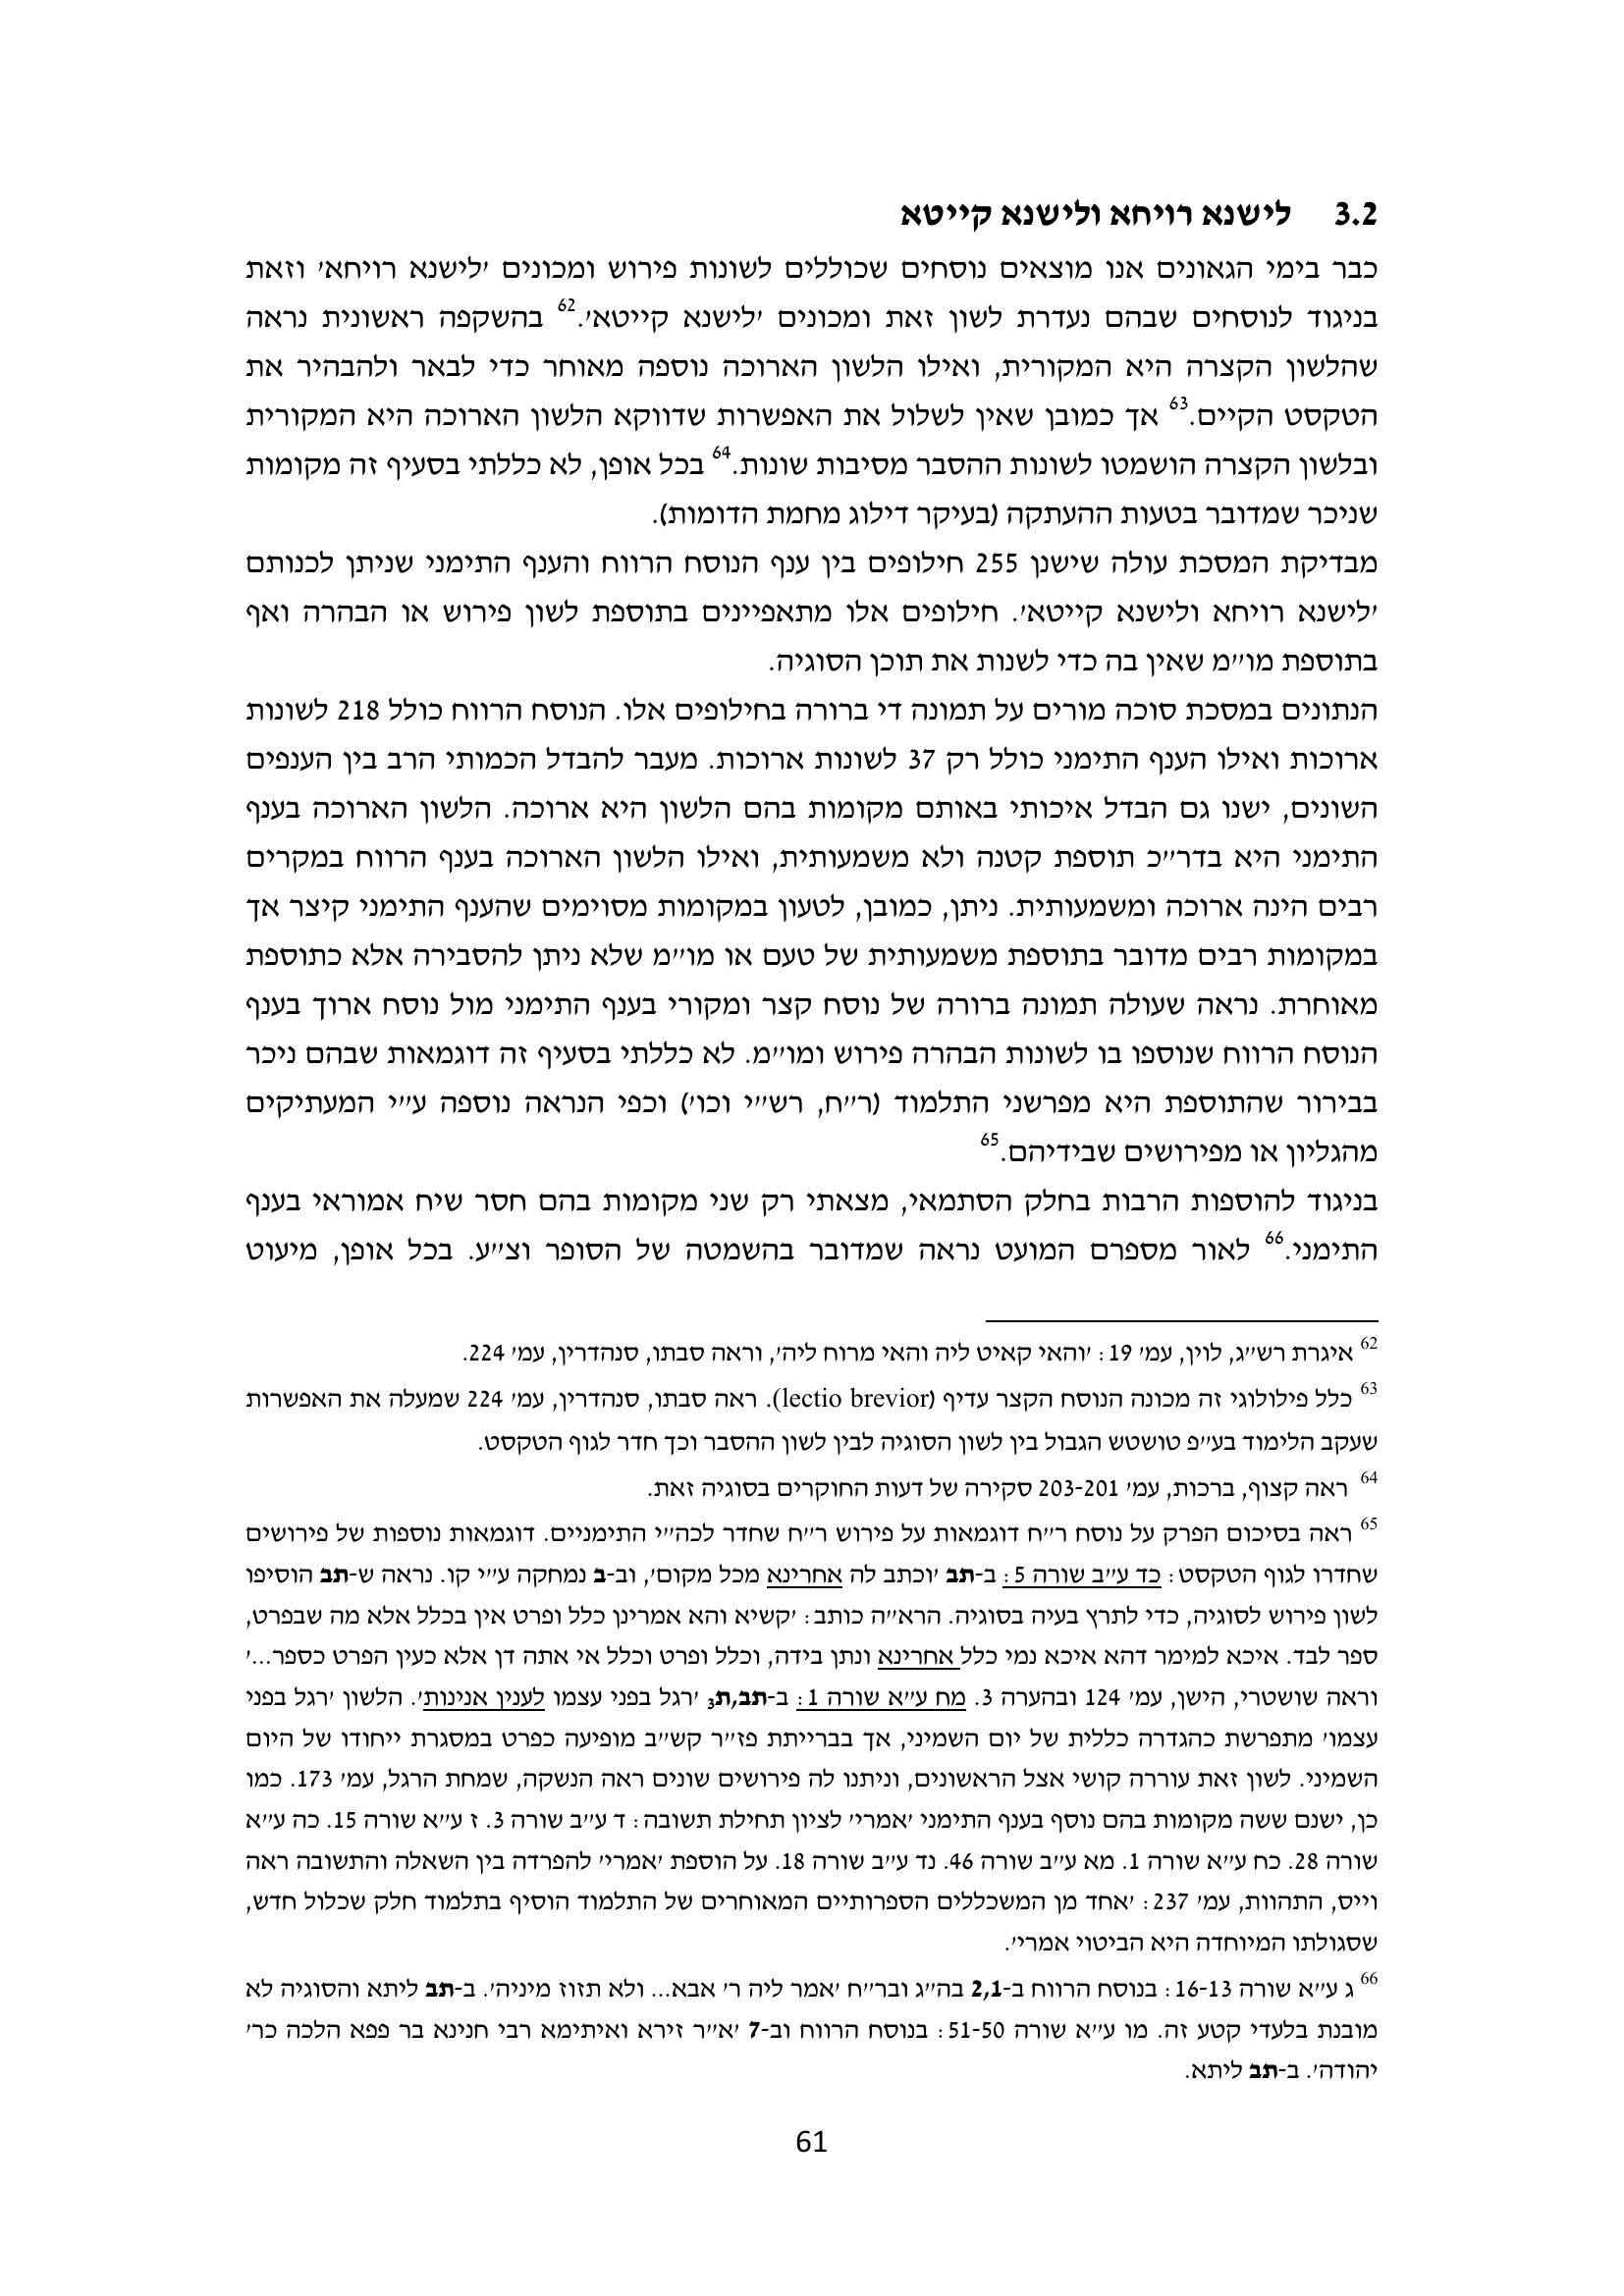 3.2 לישנא רויחא ולישנא קייטא
כבר בימי הגאונים אנו מוצאים נוסחים שכוללים לשונות פירוש ומכונים ׳לישנא רויחא׳ וזאת
בניגוד לנוסחים שבהם נעדרת לשון זאת ומכונים ׳לישנא קייטא׳.62 בהשקפה ראשונית נראה
שהלשון הקצרה היא המקורית, ואילו הלשון הארוכה נוספה מאוחר כדי לבאר ולהבהיר את
הטקסט הקיים.63 אך כמובן שאין לשלול את האפשרות שדווקא הלשון הארוכה היא המקורית
ובלשון הקצרה הושמטו לשונות ההסבר מסיבות שונות.64 בכל אופן, לא כללתי בסעיף זה מקומות
שניכר שמדובר בטעות ההעתקה (בעיקר דילוג מחמת הדומות).
מבדיקת המסכת עולה שישנן 255 חילופים בין ענף הנוסח הרווח והענף התימני שניתן לכנותם
׳לישנא רויחא ולישנא קייטא׳. חילופים אלו מתאפיינים בתוספת לשון פירוש או הבהרה ואף
בתוספת מו״מ שאין בה כדי לשנות את תוכן הסוגיה.
הנתונים במסכת סוכה מורים על תמונה די ברורה בחילופים אלו. הנוסח הרווח כולל 218 לשונות
ארוכות ואילו הענף התימני כולל רק 37 לשונות ארוכות. מעבר להבדל הכמותי הרב בין הענפים
השונים, ישנו גם הבדל איכותי באותם מקומות בהם הלשון היא ארוכה. הלשון הארוכה בענף
התימני היא בדר״כ תוספת קטנה ולא משמעותית, ואילו הלשון הארוכה בענף הרווח במקרים
רבים הינה ארוכה ומשמעותית. ניתן, כמובן, לטעון במקומות מסוימים שהענף התימני קיצר אך
במקומות רבים מדובר בתוספת משמעותית של טעם או מו״מ שלא ניתן להסבירה אלא כתוספת
מאוחרת. נראה שעולה תמונה ברורה של נוסח קצר ומקורי בענף התימני מול נוסח ארוך בענף
הנוסח הרווח שנוספו בו לשונות הבהרה פירוש ומו״מ. לא כללתי בסעיף זה דוגמאות שבהם ניכר
בבירור שהתוספת היא מפרשני התלמוד (ר״ח, רש״י וכו׳) וכפי הנראה נוספה ע״י המעתיקים
מהגליון או מפירושים שבידיהם.65
בניגוד להוספות הרבות בחלק הסתמאי, מצאתי רק שני מקומות בהם חסר שיח אמוראי בענף
התימני.66 לאור מספרם המועט נראה שמדובר בהשמטה של הסופר וצ״ע. בכל אופן, מיעוט
62 איגרת רש״ג, לוין, עמ׳ 19: ׳והאי קאיט ליה והאי מרוח ליה׳, וראה סבתו, סנהדרין, עמ׳ 224.
63 כלל פילולוגי זה מכונה הנוסח הקצר עדיף (lectio brevior). ראה סבתו, סנהדרין, עמ׳ 224 שמעלה את האפשרות
שעקב הלימוד בע״פ טושטש הגבול בין לשון הסוגיה לבין לשון ההסבר וכך חדר לגוף הטקסט.
64 ראה קצוף, ברכות, עמ׳ 203-201 סקירה של דעות החוקרים בסוגיה זאת.
65 ראה בסיכום הפרק על נוסח ר״ח דוגמאות על פירוש ר״ח שחדר לכה״י התימניים. דוגמאות נוספות של פירושים
שחדרו לגוף הטקסט: כד ע״ב שורה 5: ב-תב ׳וכתב לה אחרינא מכל מקום׳, וב-ב נמחקה ע״י קו. נראה ש-תב הוסיפו
לשון פירוש לסוגיה, כדי לתרץ בעיה בסוגיה. הרא״ה כותב: ׳קשיא והא אמרינן כלל ופרט אין בכלל אלא מה שבפרט,
ספר לבד. איכא למימר דהא איכא נמי כלל אחרינא ונתן בידה, וכלל ופרט וכלל אי אתה דן אלא כעין הפרט כספר...׳
וראה שושטרי, הישן, עמ׳ 124 ובהערה 3. מח ע״א שורה 1: ב-תב,ת3 ׳רגל בפני עצמו לענין אנינות׳. הלשון ׳רגל בפני
עצמו׳ מתפרשת כהגדרה כללית של יום השמיני, אך בברייתת פז״ר קש״ב מופיעה כפרט במסגרת ייחודו של היום
השמיני. לשון זאת עוררה קושי אצל הראשונים, וניתנו לה פירושים שונים ראה הנשקה, שמחת הרגל, עמ׳ 173. כמו
כן, ישנם ששה מקומות בהם נוסף בענף התימני ׳אמרי׳ לציון תחילת תשובה: ד ע״ב שורה 3. ז ע״א שורה 15. כה ע״א
שורה 28. כח ע״א שורה 1. מא ע״ב שורה 46. נד ע״ב שורה 18. על הוספת ׳אמרי׳ להפרדה בין השאלה והתשובה ראה
וייס, התהוות, עמ׳ 237: ׳אחד מן המשכללים הספרותיים המאוחרים של התלמוד הוסיף בתלמוד חלק שכלול חדש,
שסגולתו המיוחדה היא הביטוי אמרי׳.
66 ג ע״א שורה 16-13: בנוסח הרווח ב-2,1 בה״ג ובר״ח ׳אמר ליה ר׳ אבא... ולא תזוז מיניה׳. ב-תב ליתא והסוגיה לא
מובנת בלעדי קטע זה. מו ע״א שורה 51-50: בנוסח הרווח וב-7 ׳א״ר זירא ואיתימא רבי חנינא בר פפא הלכה כר׳
יהודה׳. ב-תב ליתא.
61